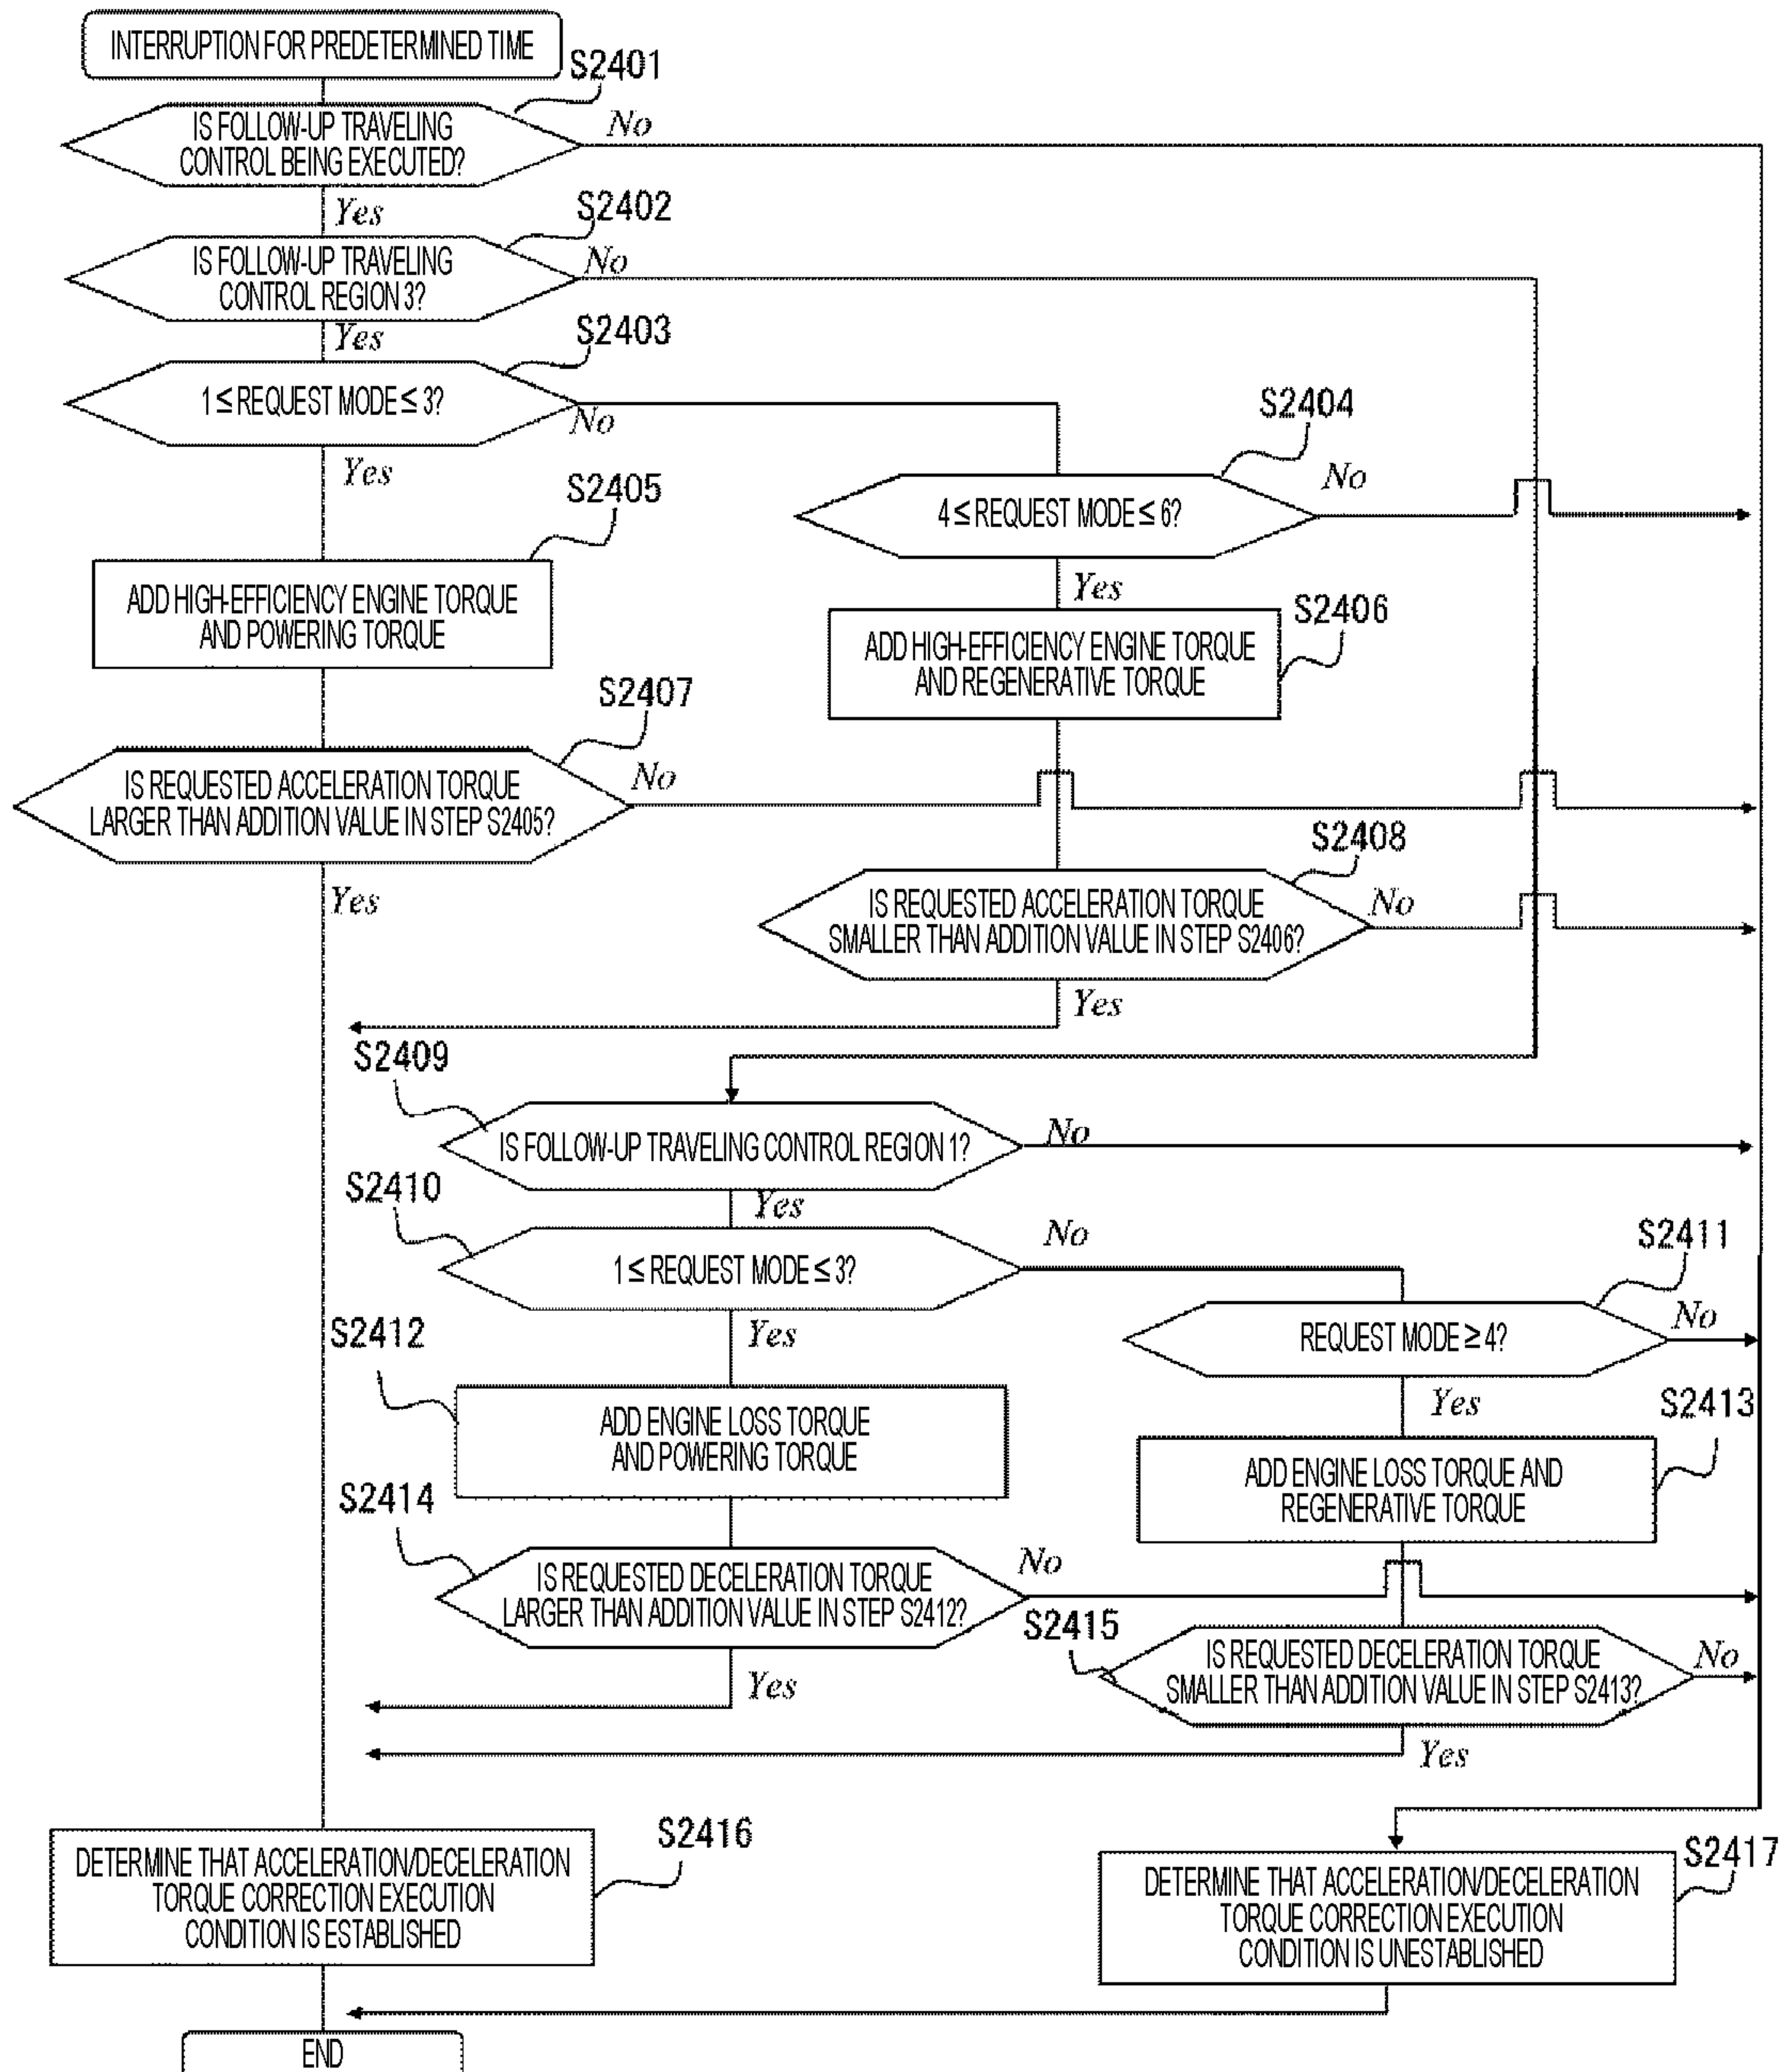 INTERRUPTION FOR PREDETERMINED TIME
S2401
IS FOLLOW-UP TRAVELING
CONTROL BEING EXECUTED?
No
Yes
S2402
IS FOLLOW-UP TRAVELING
CONTROL REGION 3?
No
Yes
S2403
1 ≤ REQUEST MODE ≤ 3?
No
Yes
S2404
4 ≤ REQUEST MODE ≤ 6?
No
Yes
S2405
ADD HIGH-EFFICIENCY ENGINE TORQUE
AND POWERING TORQUE
S2406
ADD HIGH-EFFICIENCY ENGINE TORQUE
AND REGENERATIVE TORQUE
S2407
IS REQUESTED ACCELERATION TORQUE
LARGER THAN ADDITION VALUE IN STEP S2405?
No
Yes
S2408
IS REQUESTED ACCELERATION TORQUE
SMALLER THAN ADDITION VALUE IN STEP S2406?
No
Yes
S2409
IS FOLLOW-UP TRAVELING CONTROL REGION 1?
No
Yes
S2410
1 ≤ REQUEST MODE ≤ 3?
No
Yes
S2411
REQUEST MODE ≥ 4?
No
Yes
S2412
ADD ENGINE LOSS TORQUE
AND POWERING TORQUE
S2413
ADD ENGINE LOSS TORQUE AND
REGENERATIVE TORQUE
S2414
IS REQUESTED DECELERATION TORQUE
LARGER THAN ADDITION VALUE IN STEP S2412?
No
Yes
S2415
IS REQUESTED DECELERATION TORQUE
SMALLER THAN ADDITION VALUE IN STEP S2413?
No
Yes
S2416
DETERMINE THAT ACCELERATION/DECELERATION
TORQUE CORRECTION EXECUTION
CONDITION IS ESTABLISHED
S2417
DETERMINE THAT ACCELERATION/DECELERATION
TORQUE CORRECTION EXECUTION
CONDITION IS UNESTABLISHED
END